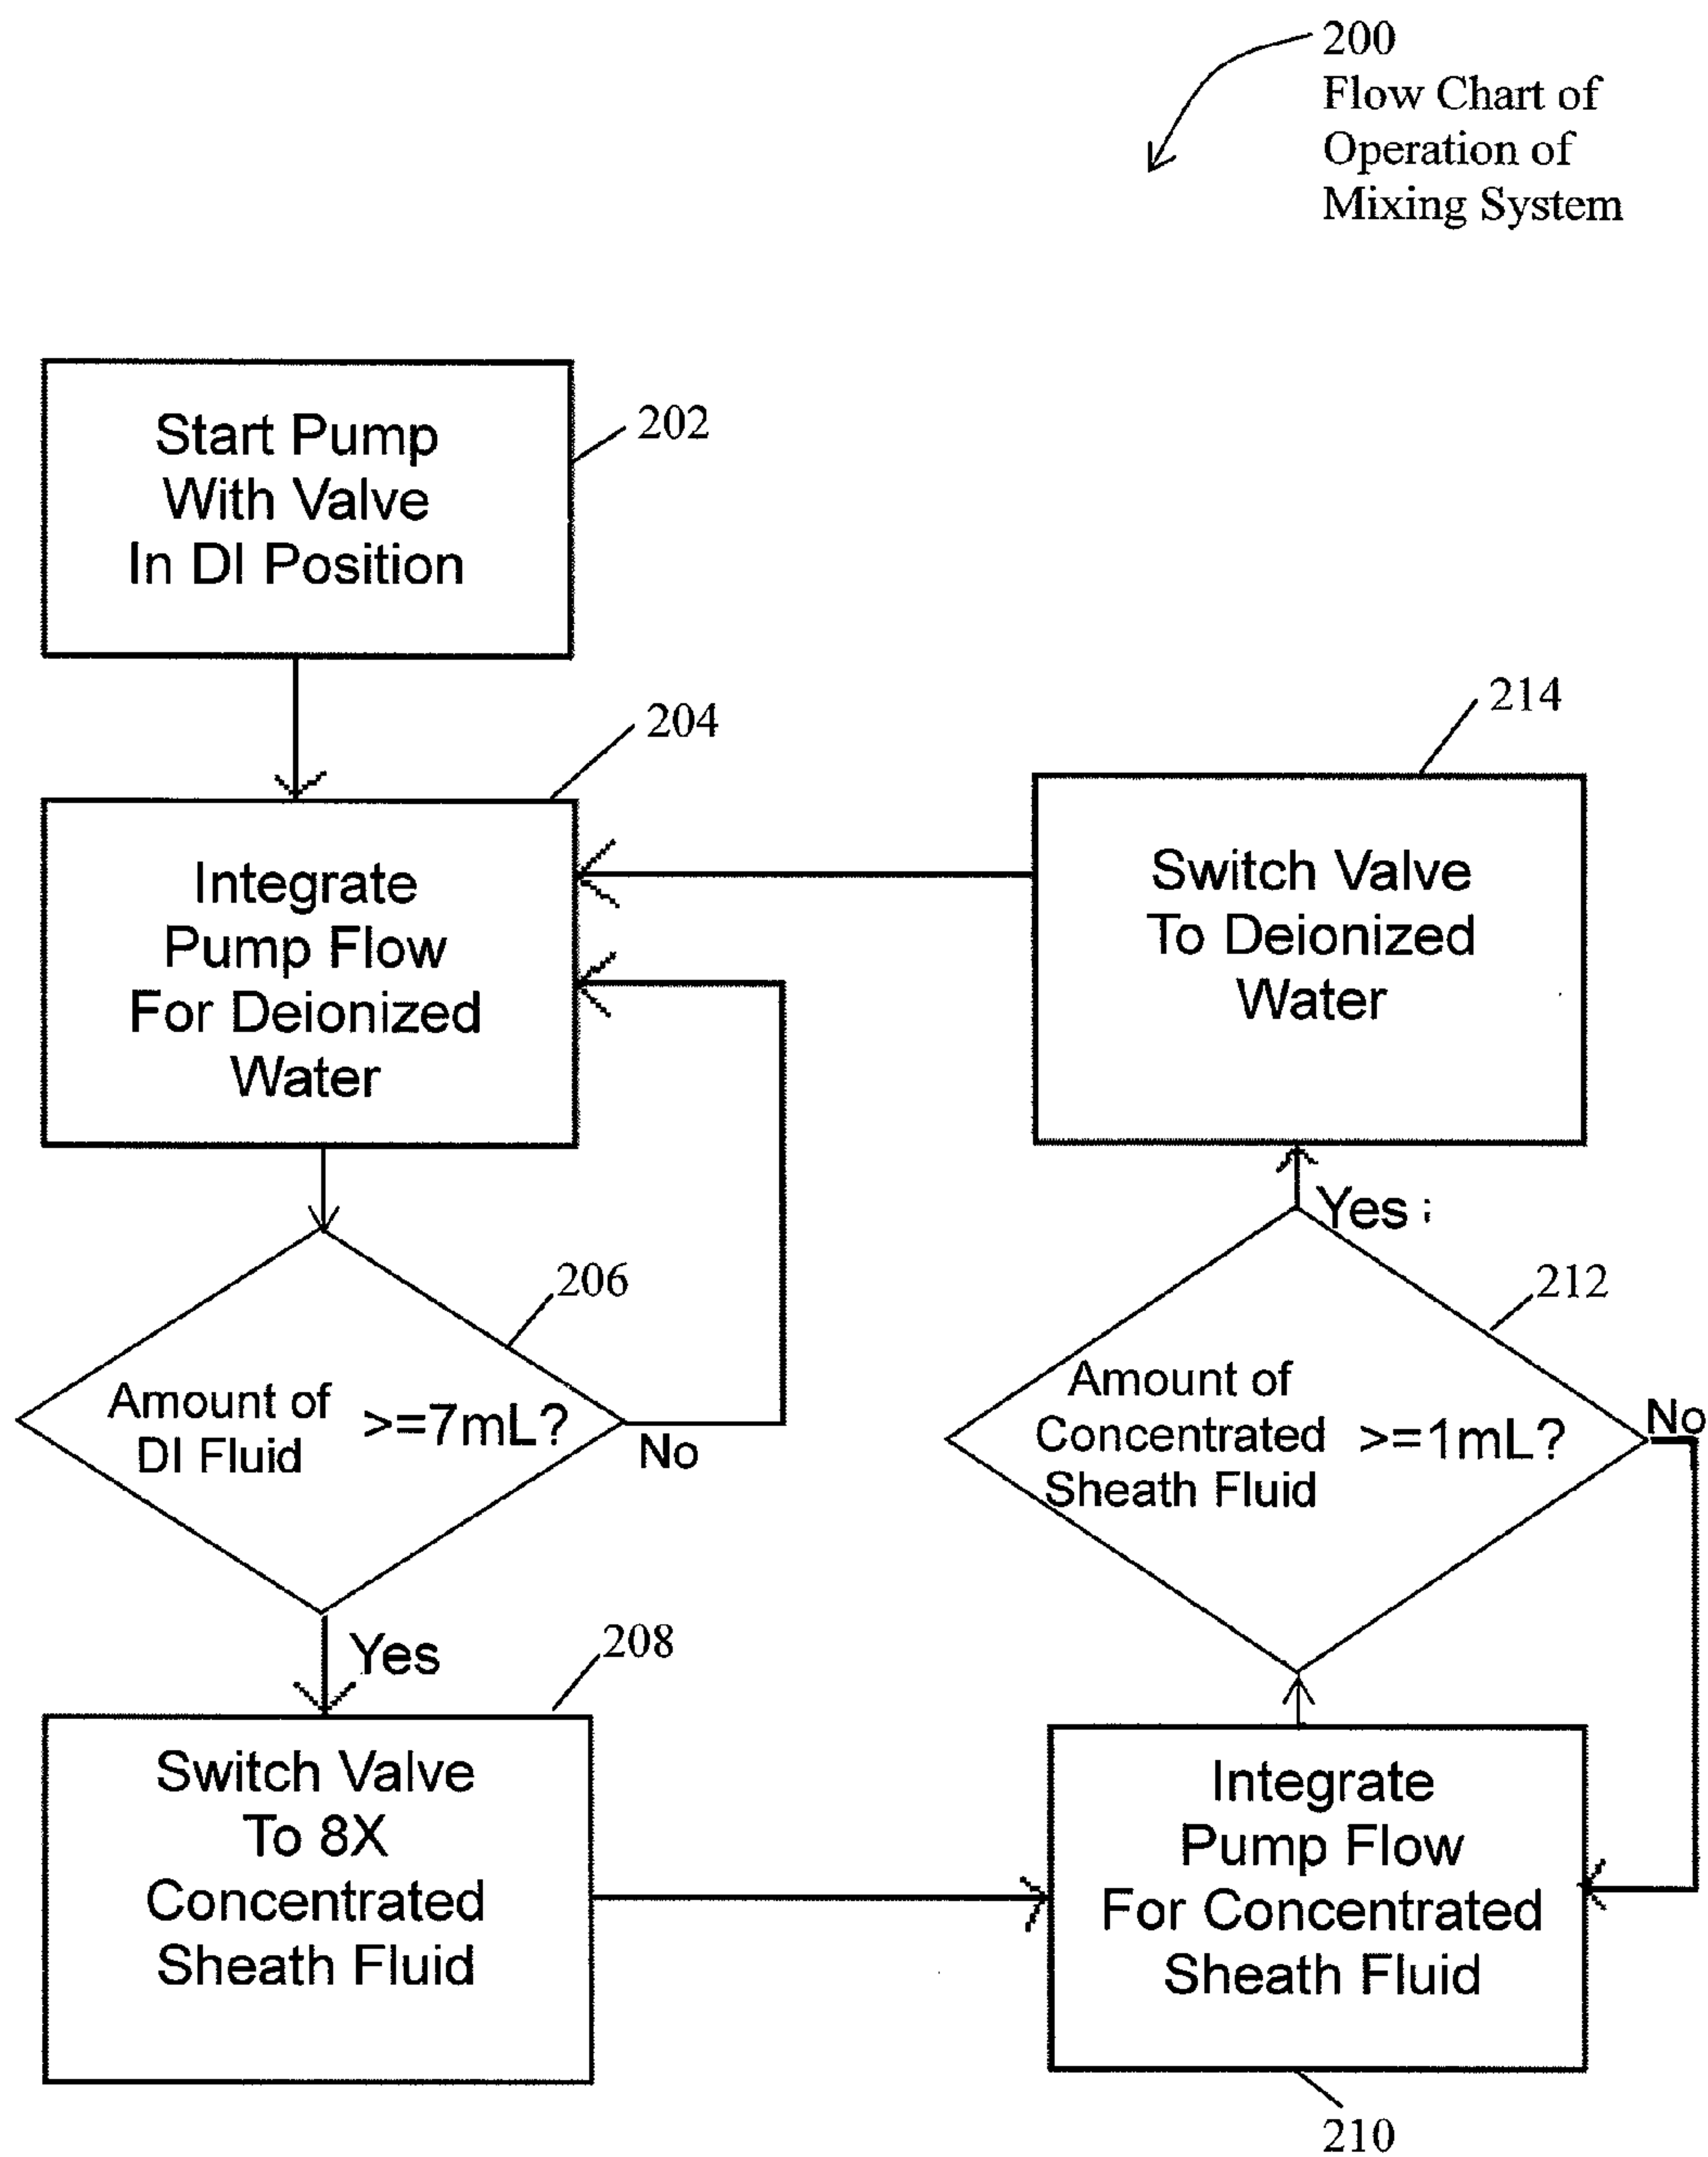 200
Flow Chart of
Operation of
Mixing System
Start Pump
With Valve
In DI Position
202
204
Integrate
Pump Flow
For Deionized
Water
214
Switch Valve
To Deionized
Water
206
Amount of
DI Fluid
>=7mL?
No
Yes
212
Amount of
Concentrated
Sheath Fluid
>=1mL?
No
Yes
208
Switch Valve
To 8X
Concentrated
Sheath Fluid
Integrate
Pump Flow
For Concentrated
Sheath Fluid
210